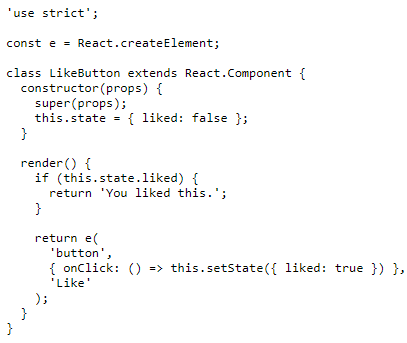 'use strict';

const e = React.createElement;

class LikeButton extends React.Component {
  constructor(props) {
    super(props);
    this.state = { liked: false };
  }

  render() {
    if (this.state.liked) {
      return 'You liked this.';
    }

    return e(
      'button',
      { onClick: () => this.setState({ liked: true }) },
      'Like'
    );
  }
}